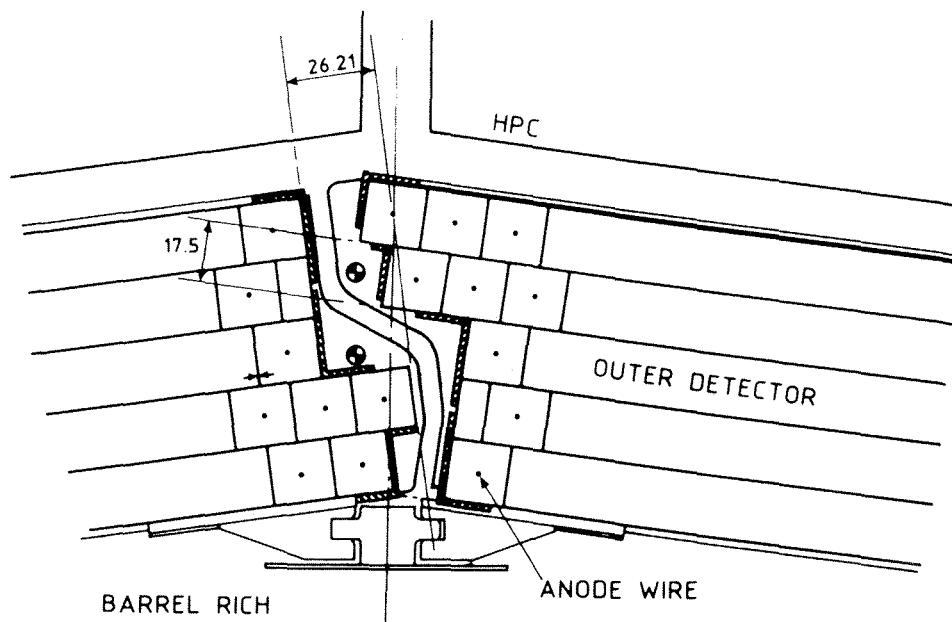 26.21
HPC
17.5
OUTER DETECTOR
ANODE WIRE
BARREL RICH